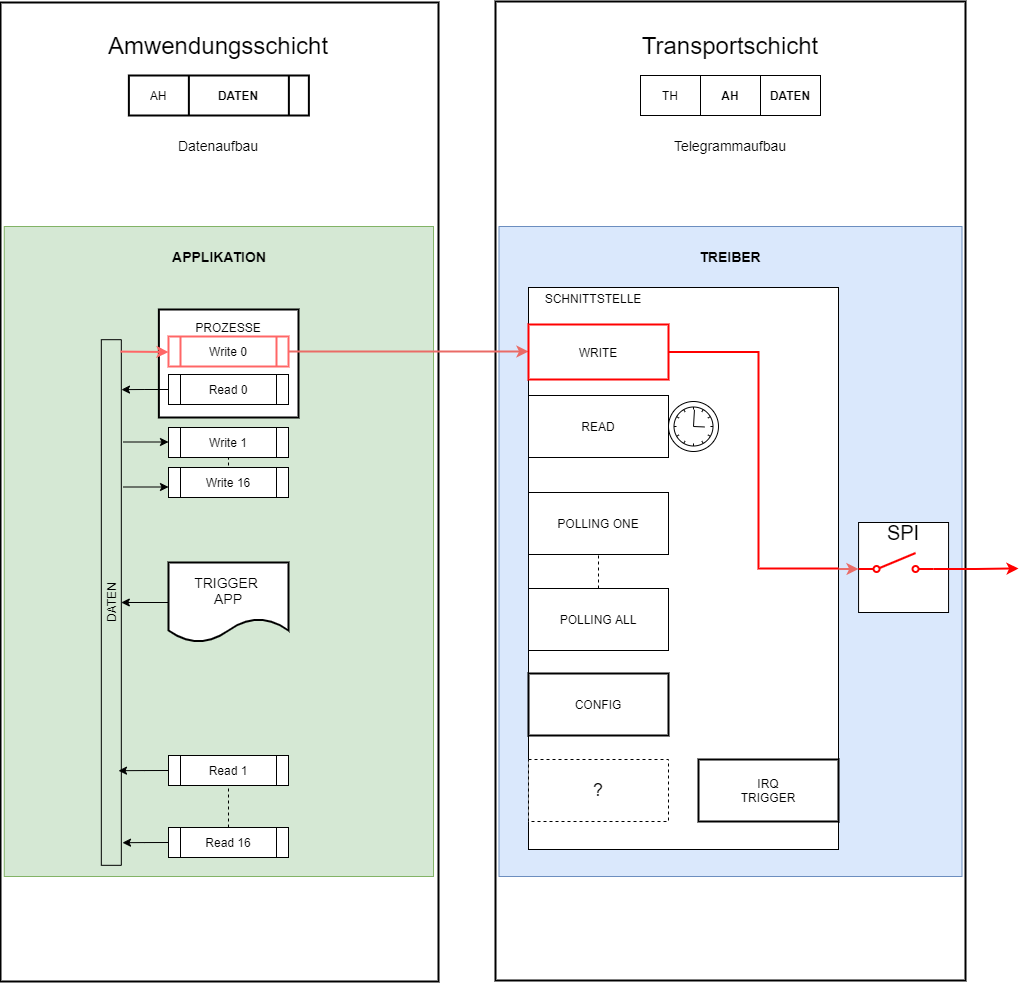 Amwendungsschicht
AH
DATEN
Datenaufbau
APPLIKATION
PROZESSE
Write 0
Read 0
Write 1
Write 16
DATEN
TRIGGER
APP
Read 1
Read 16
Transportschicht
TH
AH
DATEN
Telegrammaufbau
TREIBER
SCHNITTSTELLE
WRITE
READ
POLLING ONE
SPI
POLLING ALL
CONFIG
?
IRQ
TRIGGER